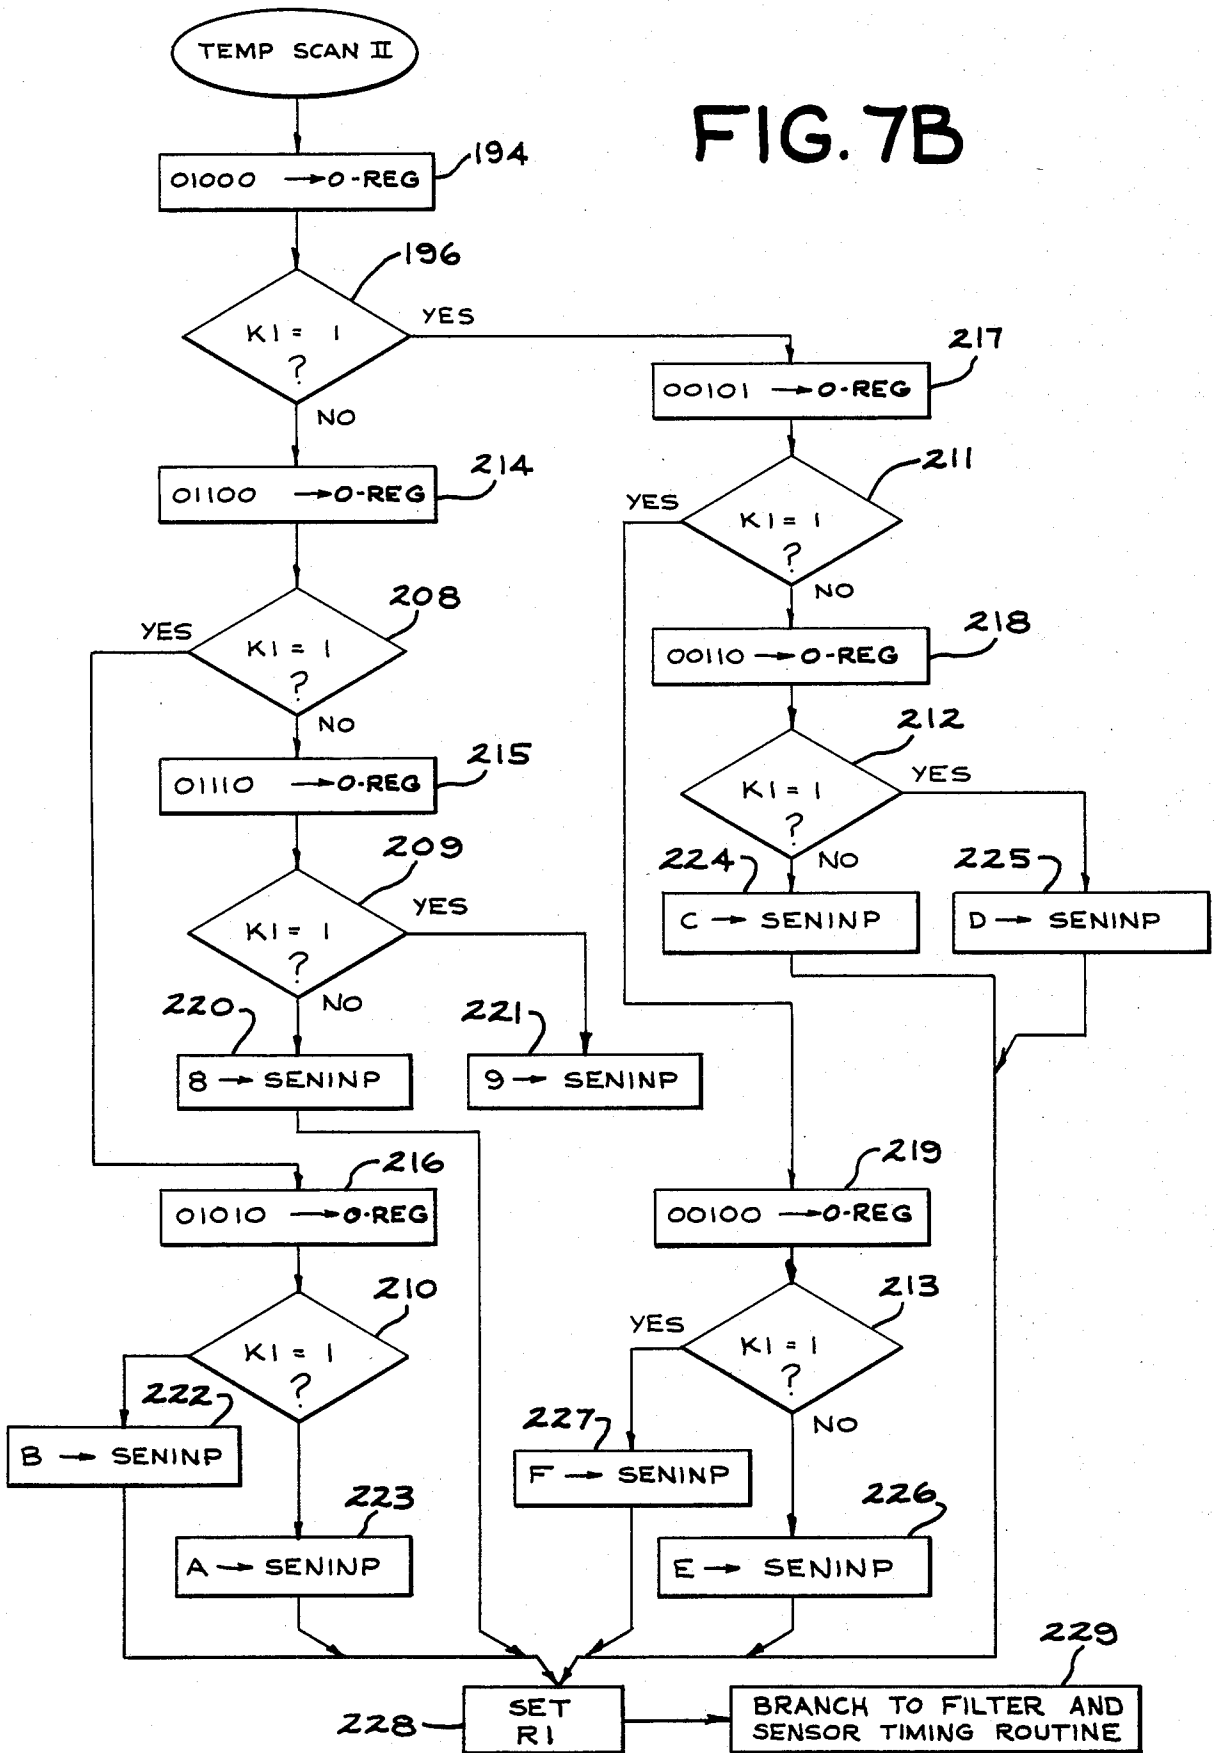 TEMP SCAN II
FIG. 7B
01000 → O-REG
194
196
K1 = 1
?
YES
NO
217
00101 → O-REG
214
01100 → O-REG
211
YES
K1 = 1
?
NO
208
YES
K1 = 1
?
NO
218
00110 → O-REG
215
01110 → O-REG
212
K1 = 1
?
YES
NO
209
K1 = 1
?
YES
NO
224
C → SENINP
225
D → SENINP
220
8 → SENINP
221
9 → SENINP
216
01010 → O-REG
219
00100 → O-REG
210
K1 = 1
?
213
YES
K1 = 1
?
NO
222
B → SENINP
227
F → SENINP
223
A → SENINP
226
E → SENINP
228
SET
R1
229
BRANCH TO FILTER AND
SENSOR TIMING ROUTINE